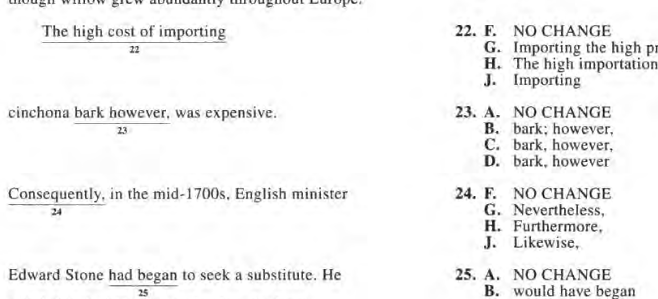 though willow grew abundantly throughout Europe.
The high cost of importing
22
cinchona bark however, was expensive.
23
Consequently, in the mid-1700s, English minister
24
Edward Stone had began to seek a substitute. He
25
22. F. NO CHANGE
G. Importing the high
H. The high importation
J. Importing
23. A. NO CHANGE
B. bark; however,
C. bark, however,
D. bark, however
24. F. NO CHANGE
G. Nevertheless,
H. Furthermore,
J. Likewise,
25. A. NO CHANGE
B. would have began